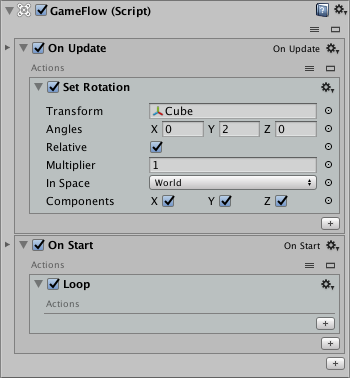 GameFlow (Script)
On Update On Update
Actions
Set Rotation
Transform Cube
Angles X 0 Y 2 Z 0
Relative
Multiplier 1
In Space World
Components X Y Z
On Start On Start
Actions
Loop
Actions